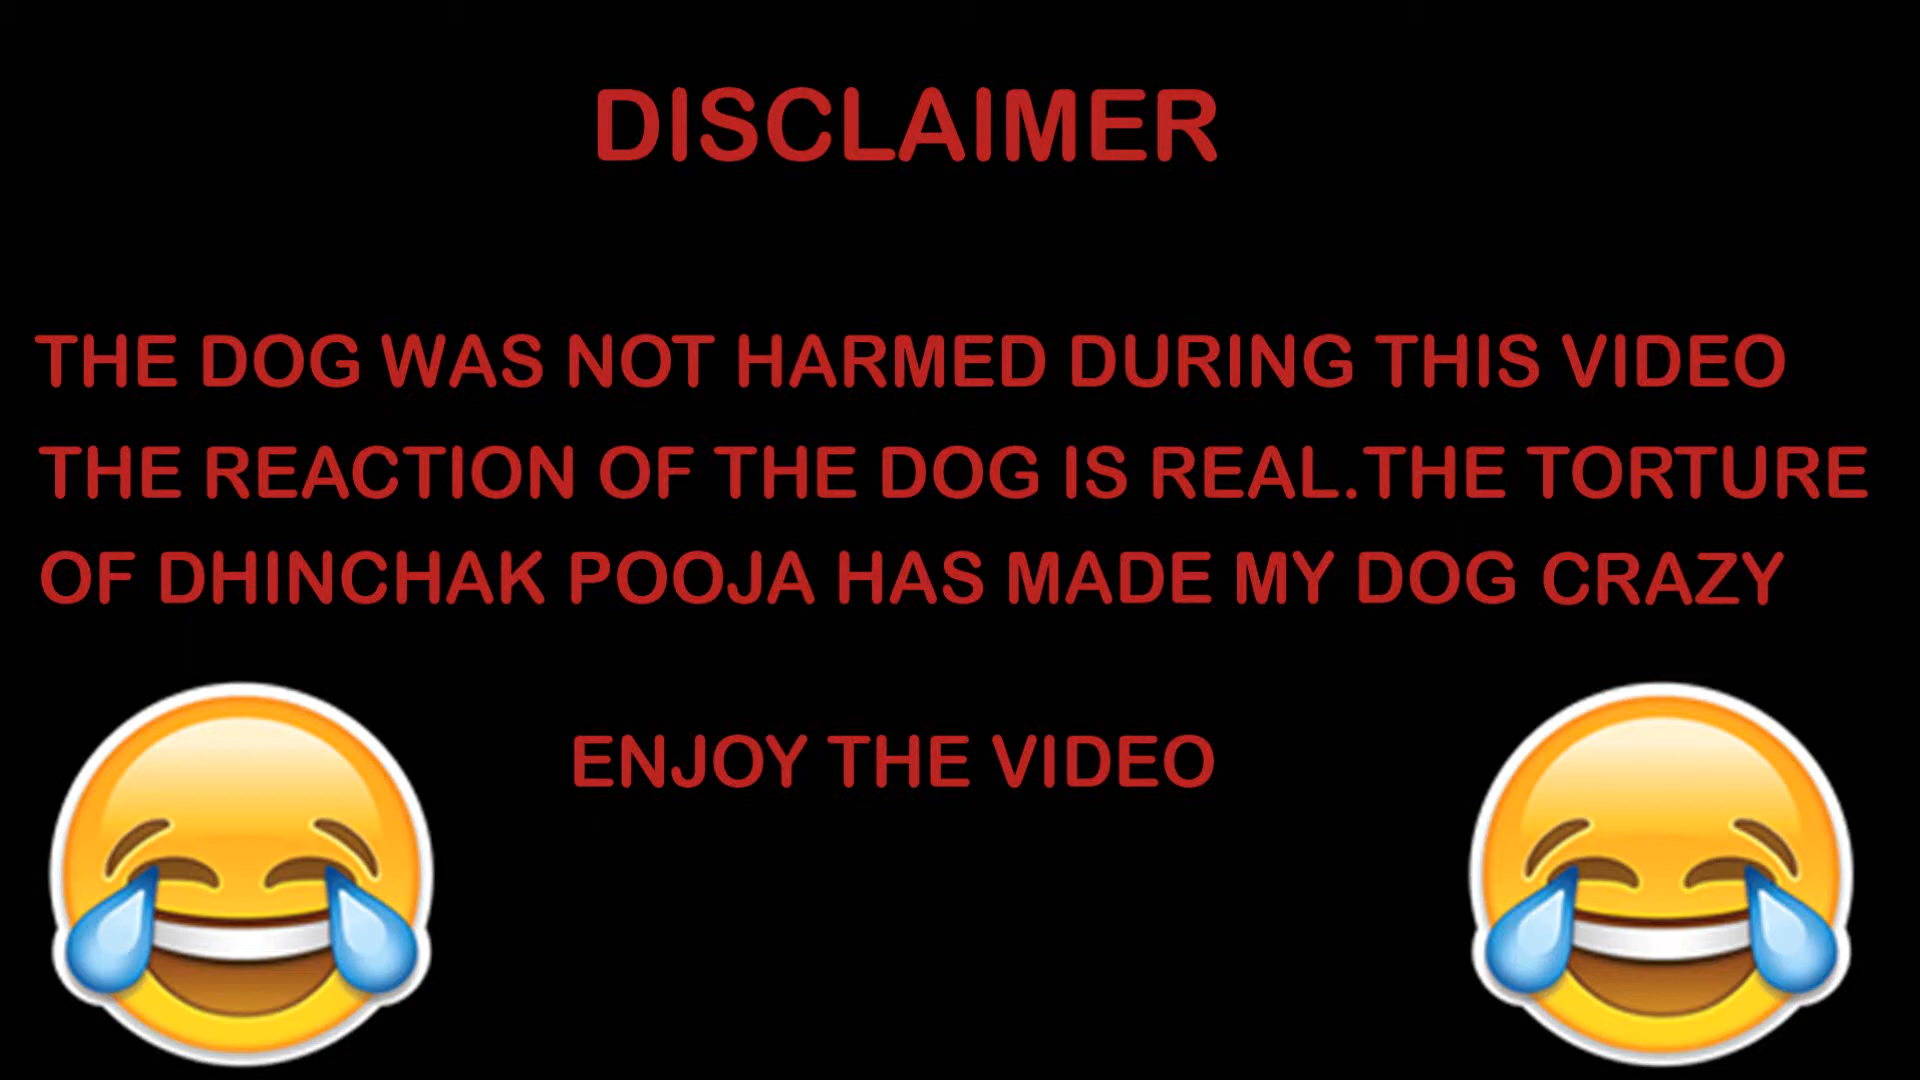 DISCLAIMER
THE DOG WAS NOT HARMED DURING THIS VIDEO
THE REACTION OF THE DOG IS REAL.THE TORTURE
OF DHINCHAK POOJA HAS MADE MY DOG CRAZY
ENJOY THE VIDEO